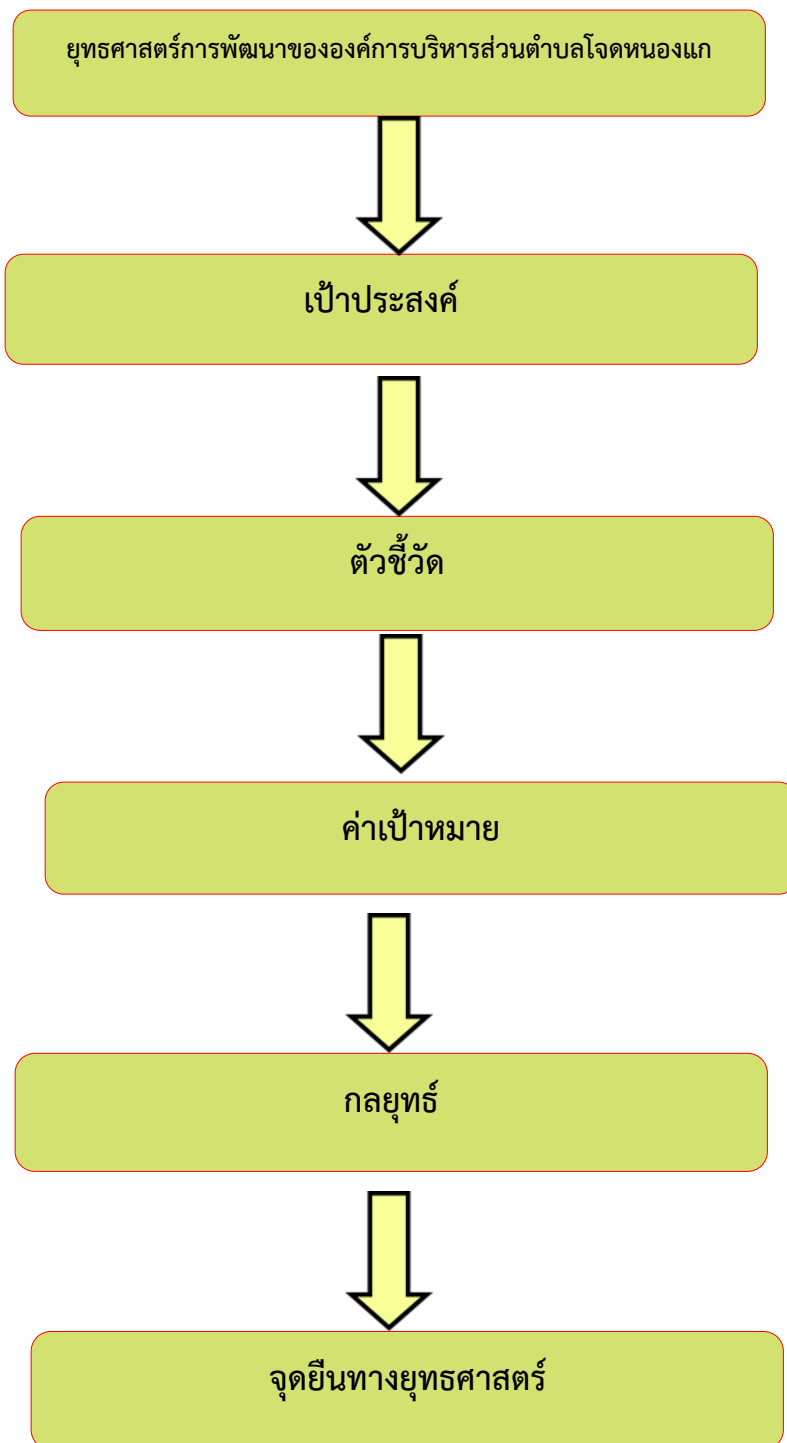 ยุทธศาสตร์การพัฒนาขององค์การบริหารส่วนตำบลโจดหนองแก
เป้าประสงค์
ตัวชี้วัด
ค่าเป้าหมาย
กลยุทธ์
จุดยืนทางยุทธศาสตร์